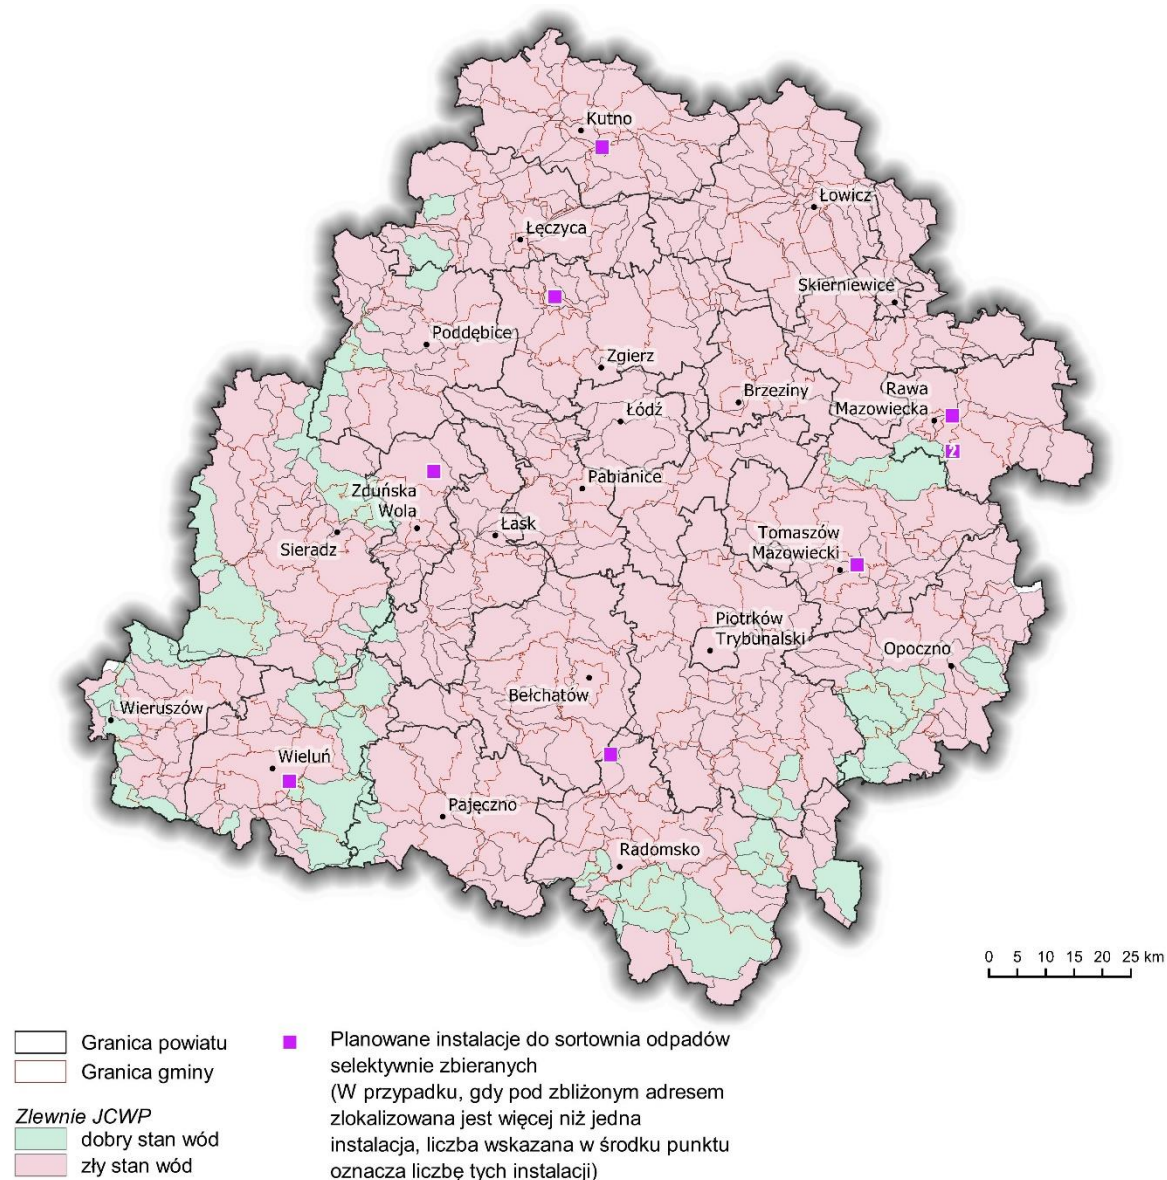 Kutno
Łowicz
Łęczyca
Skierniewice
Poddębice
Zgierz
Brzeziny
Rawa
Mazowiecka
Łódź
2
Pabianice
Zduńska
Wola
Łask
Sieradz
Tomaszów
Mazowiecki
Piotrków
Trybunalski
Opoczno
Bełchatów
Wieruszów
Wieluń
Pajęczno
Radomsko
0 5 10 15 20 25 km
Granica powiatu
Granica gminy
Zlewnie JCWP
dobry stan wód
zły stan wód
Planowane instalacje do sortownia odpadów
selektywnie zbieranych
(W przypadku, gdy pod zbliżonym adresem
zlokalizowana jest więcej niż jedna
instalacja, liczba wskazana w środku punktu
oznacza liczbę tych instalacji)